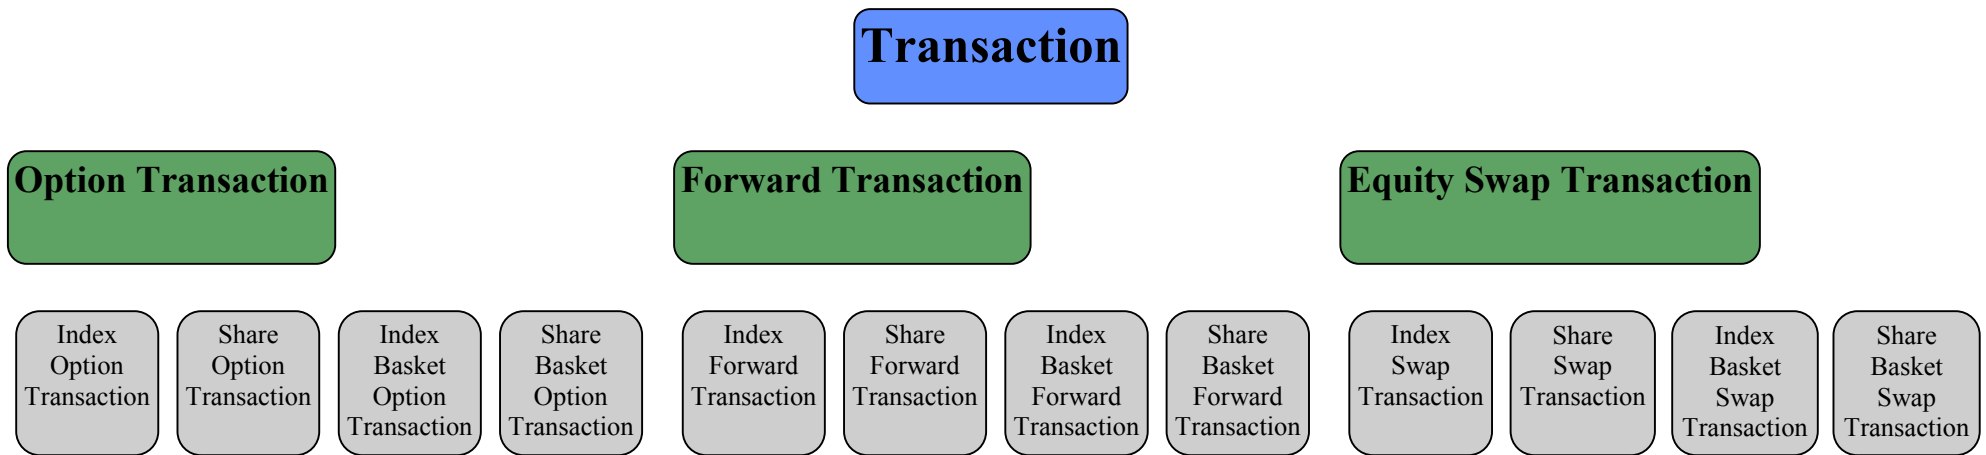 Transaction
Option Transaction
Forward Transaction
Equity Swap Transaction
Index
Option
Transaction
Share
Option
Transaction
Index
Basket
Option
Transaction
Share
Basket
Option
Transaction
Index
Forward
Transaction
Share
Forward
Transaction
Index
Basket
Forward
Transaction
Share
Basket
Forward
Transaction
Index
Swap
Transaction
Share
Swap
Transaction
Index
Basket
Swap
Transaction
Share
Basket
Swap
Transaction